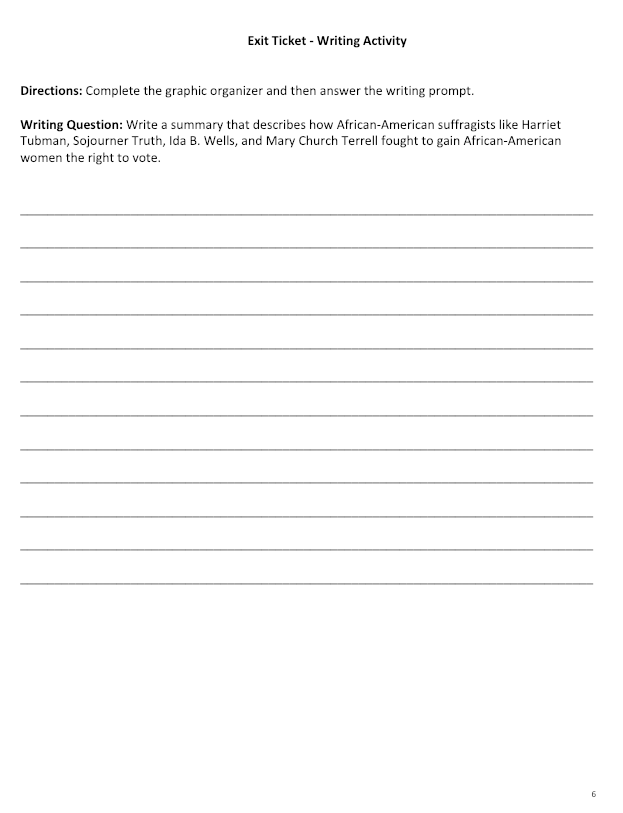 Exit Ticket - Writing Activity
Directions: Complete the graphic organizer and then answer the writing prompt.
Writing Question: Write a summary that describes how African-American suffragists like Harriet
Tubman, Sojourner Truth, Ida B. Wells, and Mary Church Terrell fought to gain African-American
women the right to vote.
6